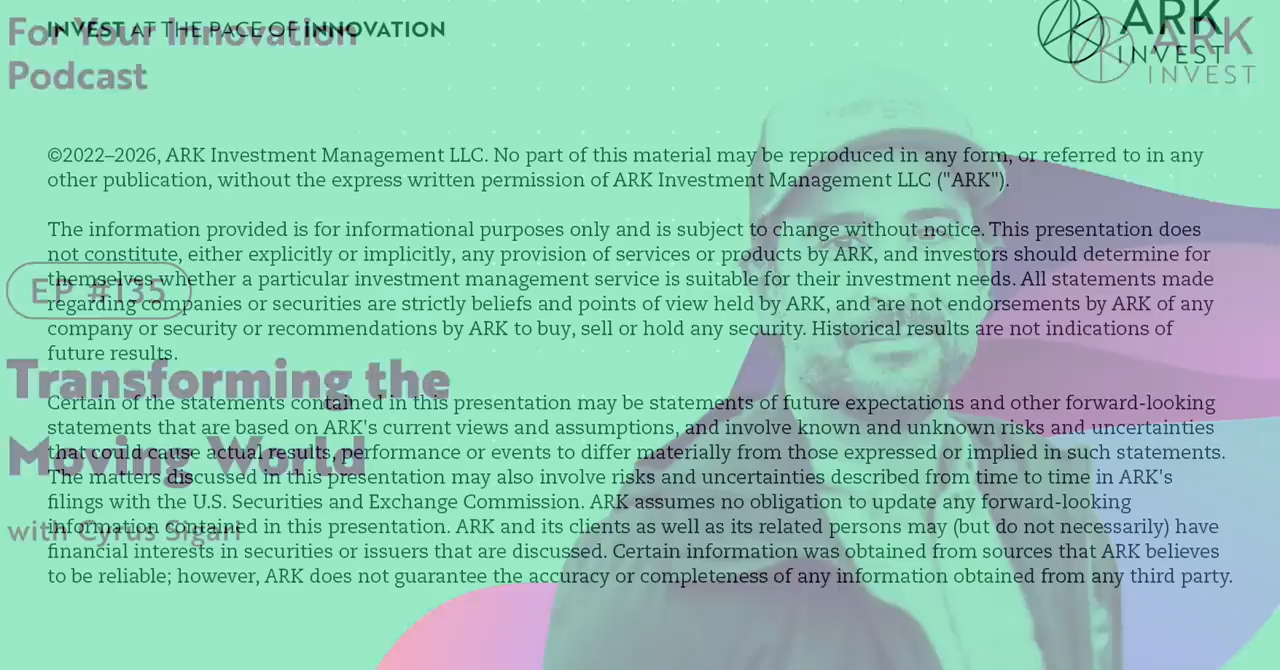 For Your Innovation
Podcast
INVEST AT THE PACE OF INNOVATION
ARK
INVEST
ARK
INVEST
©2022–2026, ARK Investment Management LLC. No part of this material may be reproduced in any form, or referred to in any
other publication, without the express written permission of ARK Investment Management LLC ("ARK").
The information provided is for informational purposes only and is subject to change without notice. This presentation does
not constitute, either explicitly or implicitly, any provision of services or products by ARK, and investors should determine for
themselves whether a particular investment management service is suitable for their investment needs. All statements made
regarding companies or securities are strictly beliefs and points of view held by ARK, and are not endorsements by ARK of any
company or security or recommendations by ARK to buy, sell or hold any security. Historical results are not indications of
future results.
EP #135
Transforming the
Moving World
with Cyrus Sigari
Certain of the statements contained in this presentation may be statements of future expectations and other forward-looking
statements that are based on ARK's current views and assumptions, and involve known and unknown risks and uncertainties
that could cause actual results, performance or events to differ materially from those expressed or implied in such statements.
The matters discussed in this presentation may also involve risks and uncertainties described from time to time in ARK's
filings with the U.S. Securities and Exchange Commission. ARK assumes no obligation to update any forward-looking
information contained in this presentation. ARK and its clients as well as its related persons may (but do not necessarily) have
financial interests in securities or issuers that are discussed. Certain information was obtained from sources that ARK believes
to be reliable; however, ARK does not guarantee the accuracy or completeness of any information obtained from any third party.